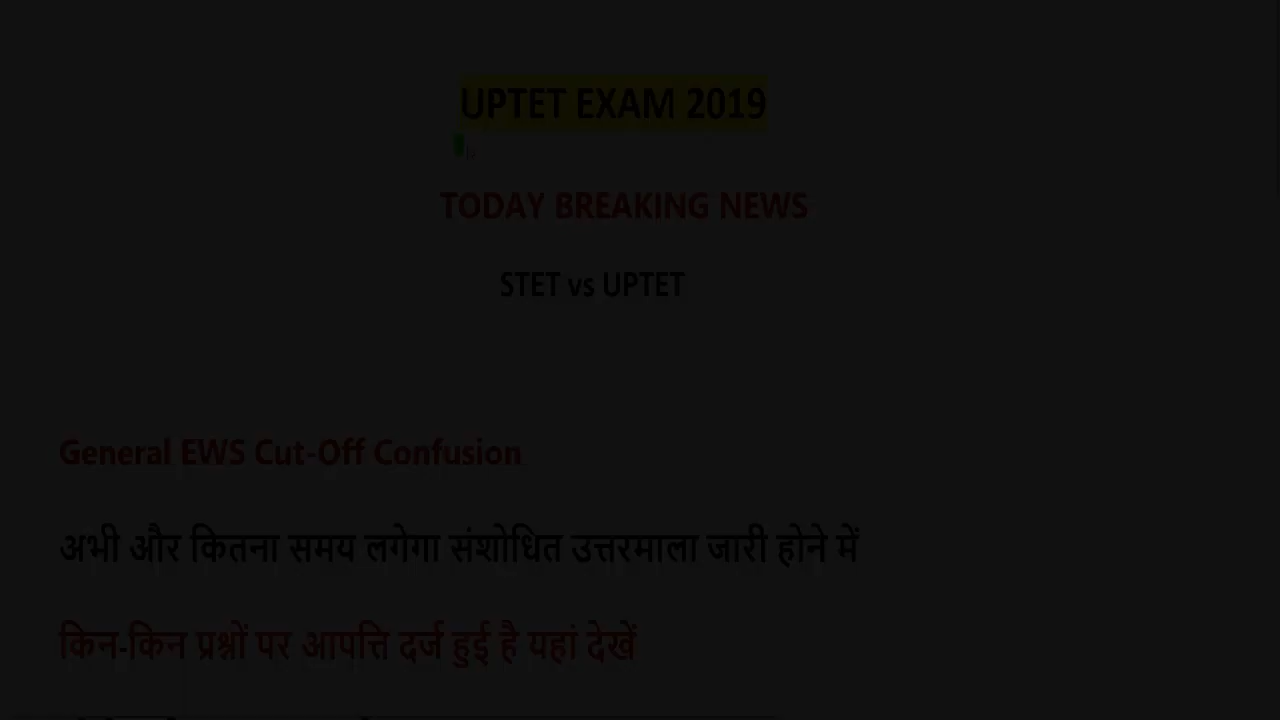 UPTET EXAM 2019
TODAY BREAKING NEWS
STET vs UPTET
General EWS Cut-Off Confusion
अभी और कितना समय लगेगा संशोधित उत्तरमाला जारी होने में
किन-किन प्रश्नों पर आपत्ति दर्ज हुई है यहां देखें